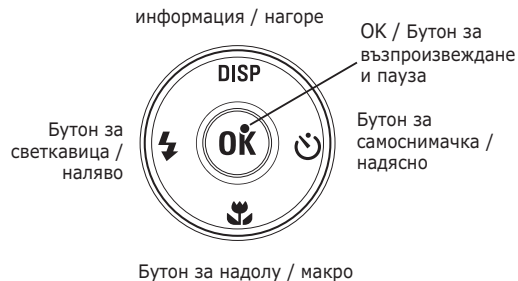 информация / нагоре
OK / Бутон за
възпроизвеждане
и пауза
DISP
Бутон за
светкавица /
наляво
OK
Бутон за
самоснимачка /
надясно
Бутон за надолу / макро